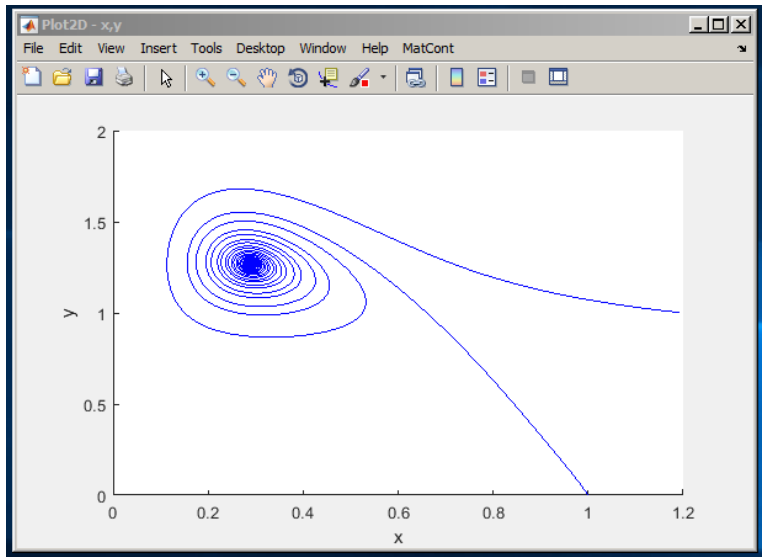 Plot2D - x,y
File Edit View Insert Tools Desktop Window Help MatCont
2
1.5
1
0.5
0
y
0 0.2 0.4 0.6 0.8 1 1.2
x